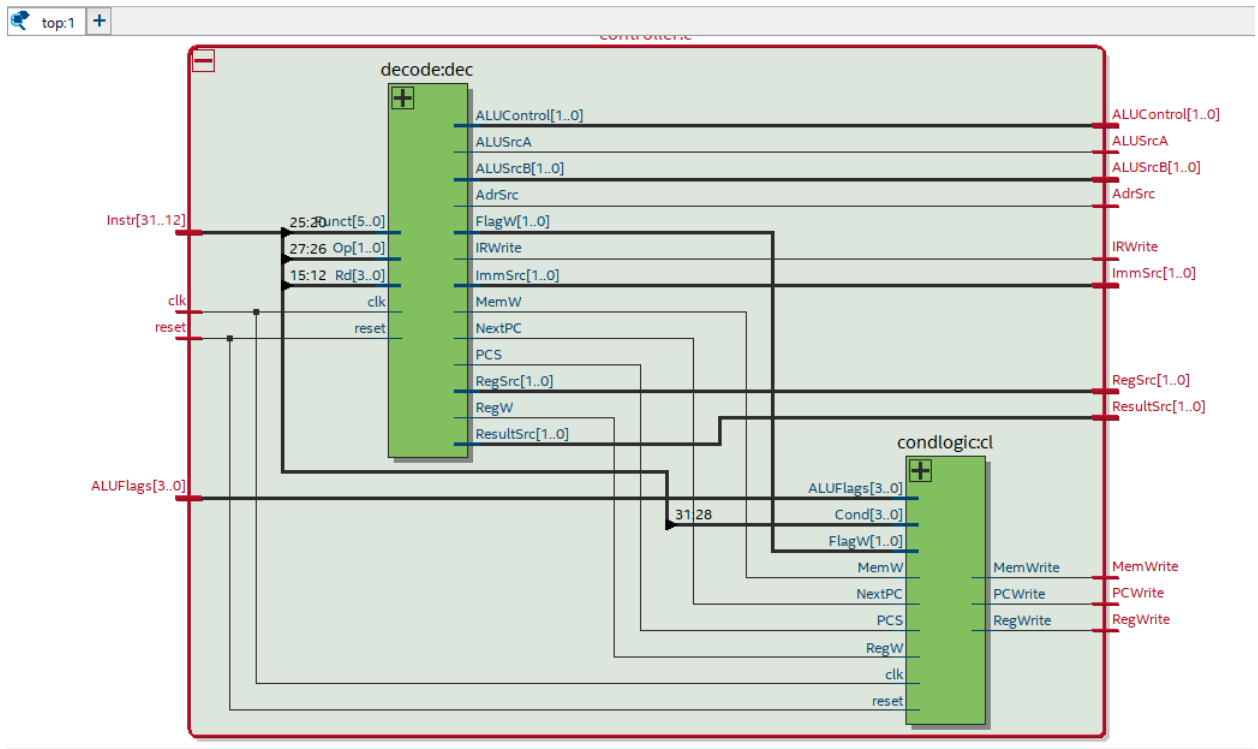 top:1 +
controller:c
decode:dec
ALUControl[1..0] ALUControl[1..0]
ALUSrcA ALUSrcA
ALUSrcB[1..0] ALUSrcB[1..0]
AdrSrc AdrSrc
Instr[31..12] 25:20 Funct[5..0] FlagW[1..0]
27:26 Op[1..0] IRWrite IRWrite
15:12 Rd[3..0] ImmSrc[1..0] ImmSrc[1..0]
clk clk MemW
reset reset NextPC
PCS
RegSrc[1..0] RegSrc[1..0]
RegW ResultSrc[1..0]
ResultSrc[1..0]
condlogic:cl
ALUFlags[3..0] ALUFlags[3..0]
31:28 Cond[3..0]
FlagW[1..0]
MemW MemWrite MemWrite
NextPC PCWrite PCWrite
PCS RegWrite RegWrite
RegW
clk
reset